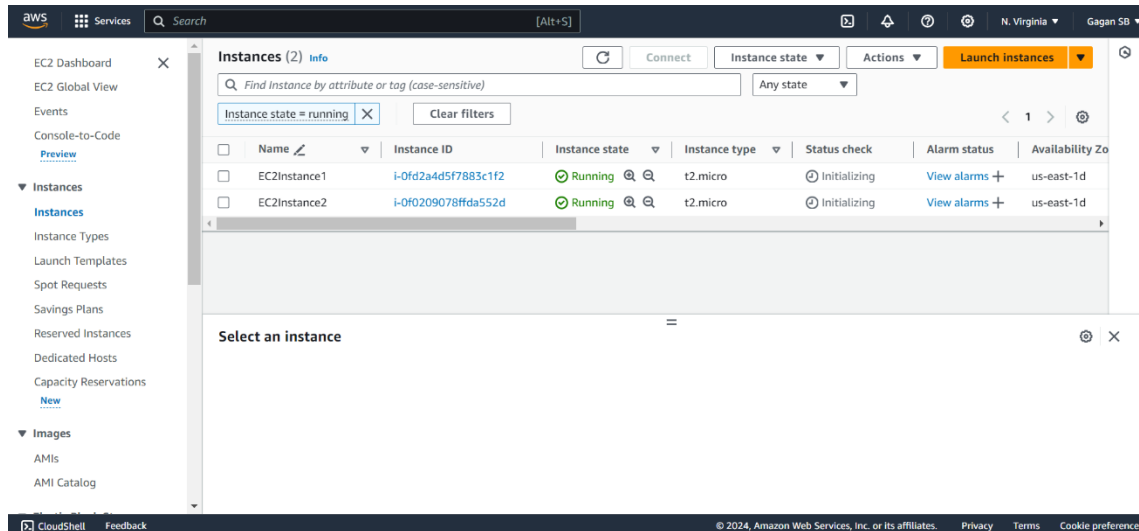 aws Services Search [Alt+S] N. Virginia Gagan SB
EC2 Dashboard
EC2 Global View
Events
Console-to-Code
Preview
Instances
Instances
Instance Types
Launch Templates
Spot Requests
Savings Plans
Reserved Instances
Dedicated Hosts
Capacity Reservations
New
Images
AMIs
AMI Catalog
Instances (2) Info Connect Instance state Actions Launch instances
Find Instance by attribute or tag (case-sensitive) Any state
Instance state = running Clear filters 1
Name Instance ID Instance state Instance type Status check Alarm status Availability Zo
EC2Instance1 i-0fd2a4d5f7883c1f2 Running t2.micro Initializing View alarms us-east-1d
EC2Instance2 i-0f0209078ffda552d Running t2.micro Initializing View alarms us-east-1d
Select an instance
CloudShell Feedback © 2024, Amazon Web Services, Inc. or its affiliates. Privacy Terms Cookie preference